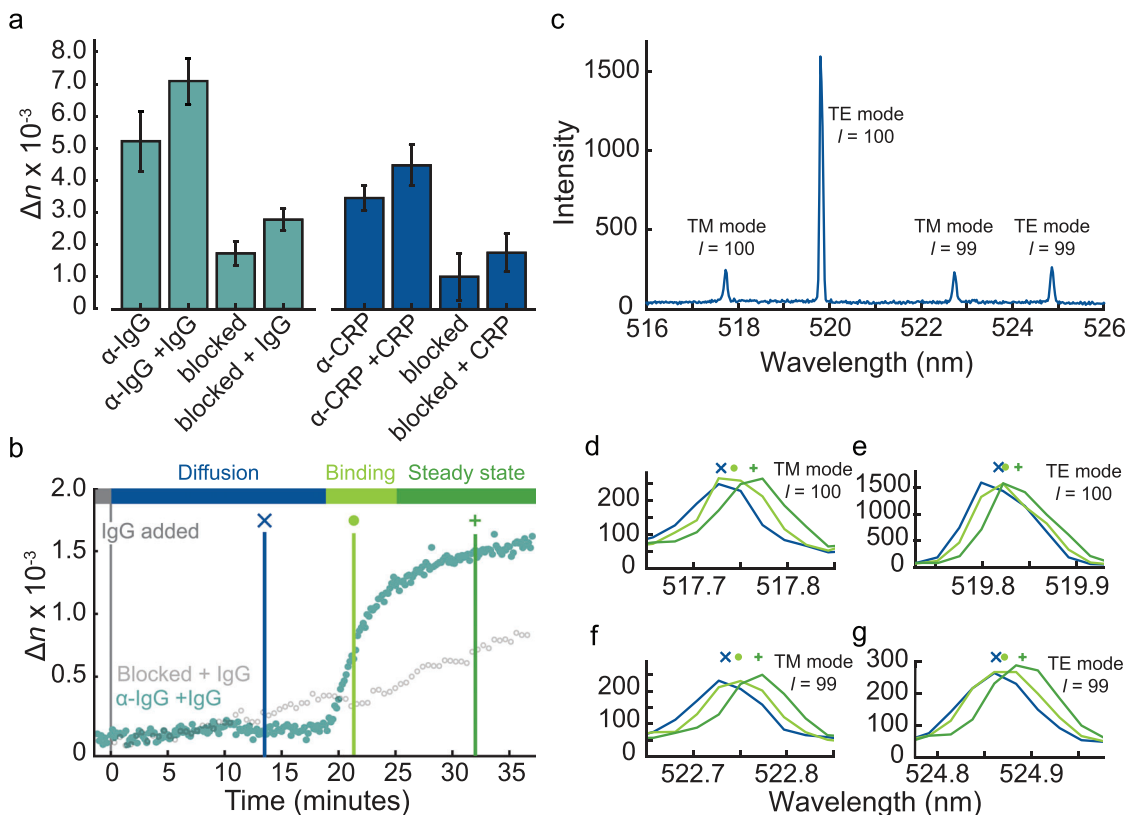 a
8.0
7.0
6.0
5.0
4.0
3.0
2.0
1.0
0
Δn x 10⁻³
α-IgG
α-IgG +IgG
blocked
blocked + IgG
α-CRP
α-CRP +CRP
blocked
blocked + CRP
c
1500
1000
500
0
Intensity
TM mode
l = 100
TE mode
l = 100
TM mode
l = 99
TE mode
l = 99
516
518
520
522
524
526
Wavelength (nm)
b
Diffusion
Binding
Steady state
2.0
1.5
1.0
0.5
0
Δn x 10⁻³
IgG added
Blocked + IgG
α-IgG +IgG
0
5
10
15
20
25
30
35
Time (minutes)
d
TM mode
l = 100
200
100
0
517.7
517.8
e
TE mode
l = 100
1500
1000
500
0
519.8
519.9
f
TM mode
l = 99
200
100
0
522.7
522.8
g
TE mode
l = 99
300
200
100
0
524.8
524.9
Wavelength (nm)